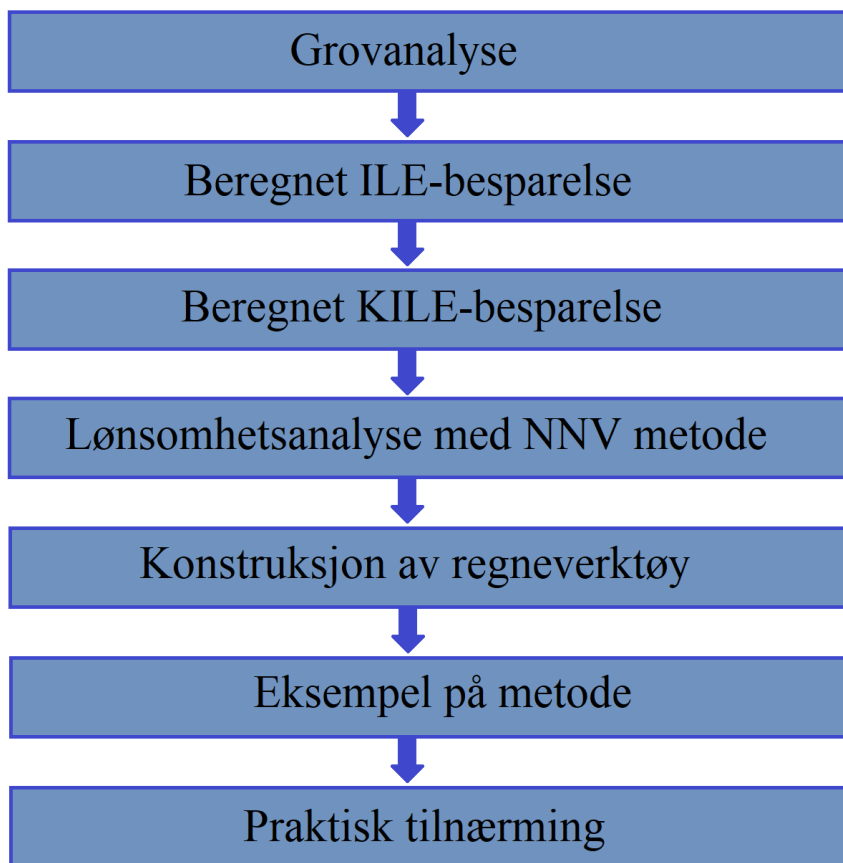 Grovanalyse
Beregnet ILE-besparelse
Beregnet KILE-besparelse
Lønsomhetsanalyse med NNV metode
Konstruksjon av regneverktøy
Eksempel på metode
Praktisk tilnærming